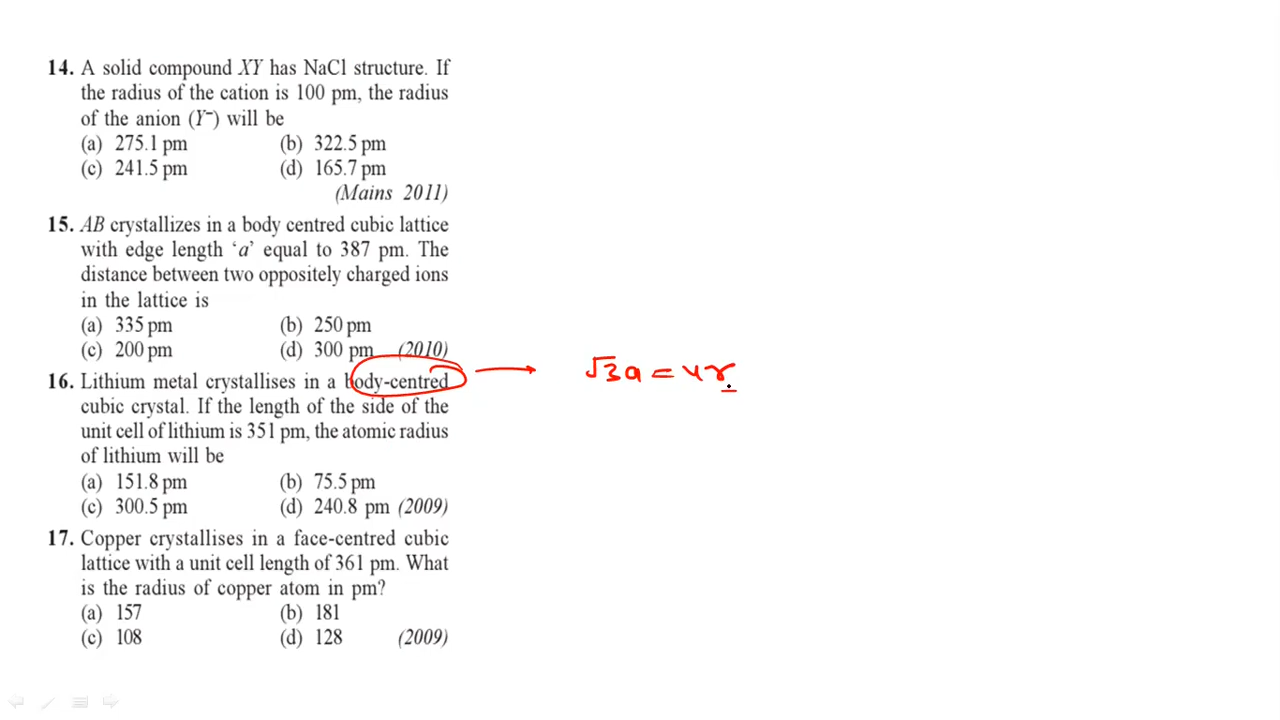 14. A solid compound XY has NaCl structure. If
the radius of the cation is 100 pm, the radius
of the anion (Y⁻) will be
(a) 275.1 pm (b) 322.5 pm
(c) 241.5 pm (d) 165.7 pm
(Mains 2011)
15. AB crystallizes in a body centred cubic lattice
with edge length ‘a’ equal to 387 pm. The
distance between two oppositely charged ions
in the lattice is
(a) 335 pm (b) 250 pm
(c) 200 pm (d) 300 pm (2010)
16. Lithium metal crystallises in a body-centred
√3a = 4r
cubic crystal. If the length of the side of the
unit cell of lithium is 351 pm, the atomic radius
of lithium will be
(a) 151.8 pm (b) 75.5 pm
(c) 300.5 pm (d) 240.8 pm (2009)
17. Copper crystallises in a face-centred cubic
lattice with a unit cell length of 361 pm. What
is the radius of copper atom in pm?
(a) 157 (b) 181
(c) 108 (d) 128 (2009)